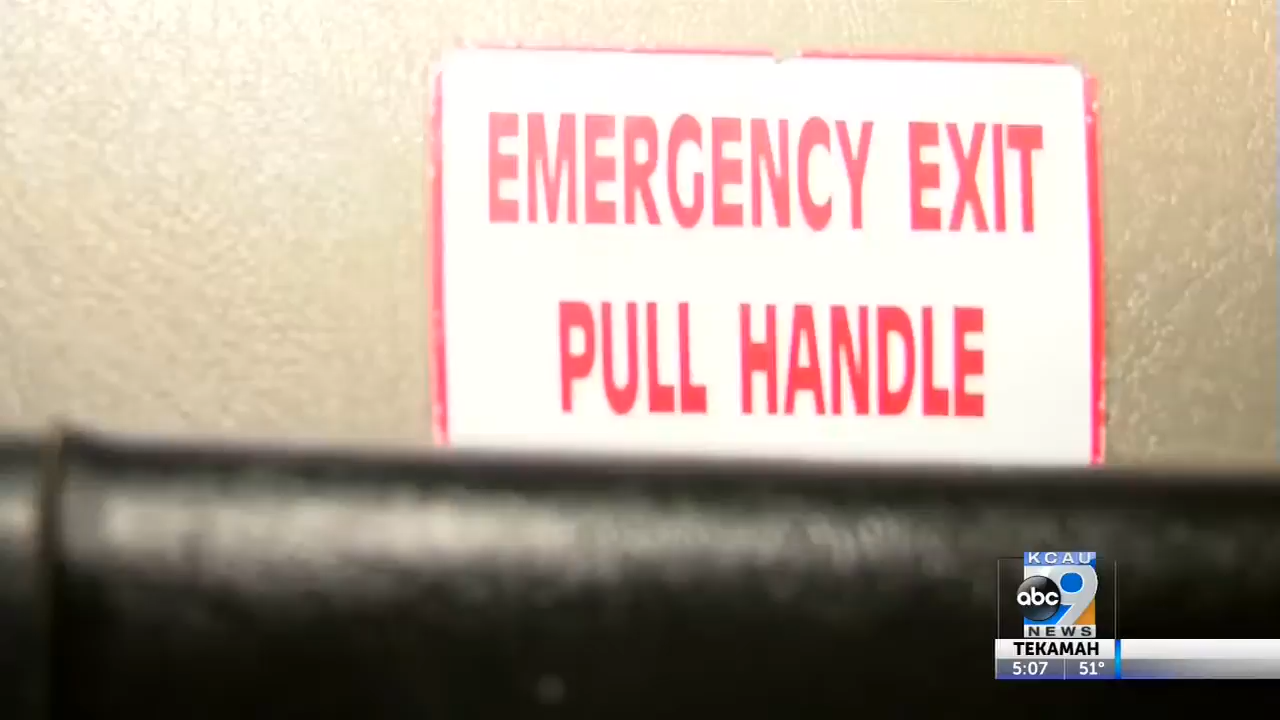 EMERGENCY EXIT
PULL HANDLE
KCAU
abc 9
NEWS
TEKAMAH
5:07 51°